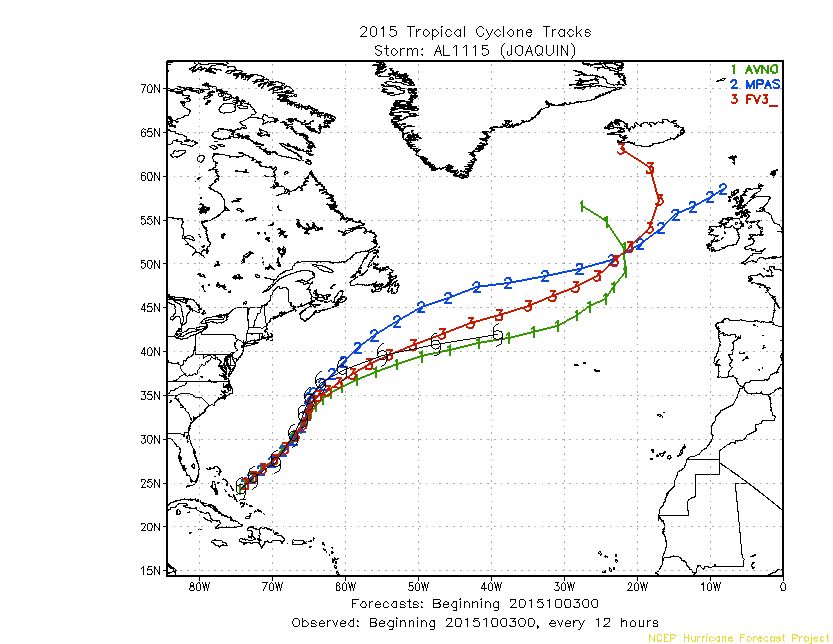 2015 Tropical Cyclone Tracks
Storm: AL1115 (JOAQUIN)
1 AVNO
2 MPAS
3 FV3_
70N
65N
60N
55N
50N
45N
40N
35N
30N
25N
20N
15N
80W 70W 60W 50W 40W 30W 20W 10W 0
Forecasts: Beginning 2015100300
Observed: Beginning 2015100300, every 12 hours
NCEP Hurricane Forecast Project